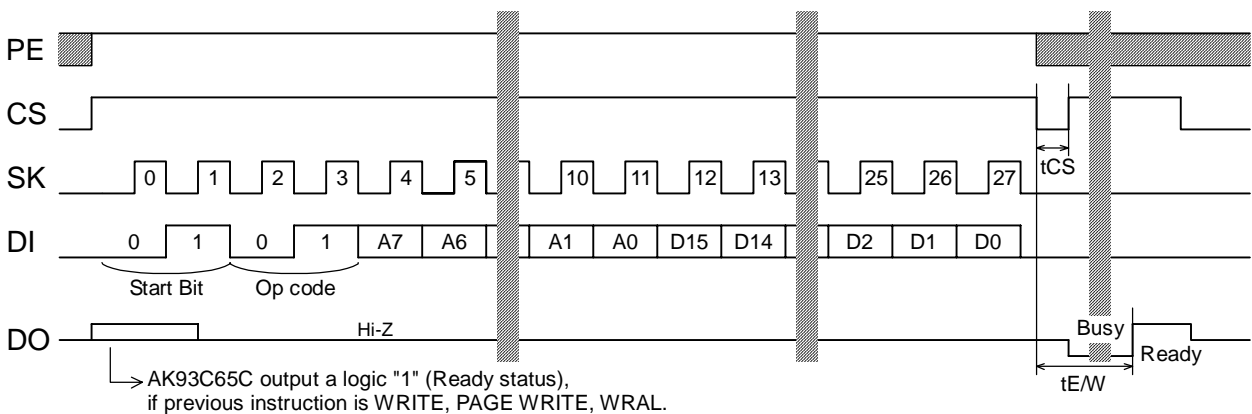 PE
CS
tCS
SK 0 1 2 3 4 5 10 11 12 13 25 26 27
DI 0 1 0 1 A7 A6 A1 A0 D15 D14 D2 D1 D0
Start Bit Op code
DO Hi-Z Busy Ready
tE/W
AK93C65C output a logic "1" (Ready status),
if previous instruction is WRITE, PAGE WRITE, WRAL.